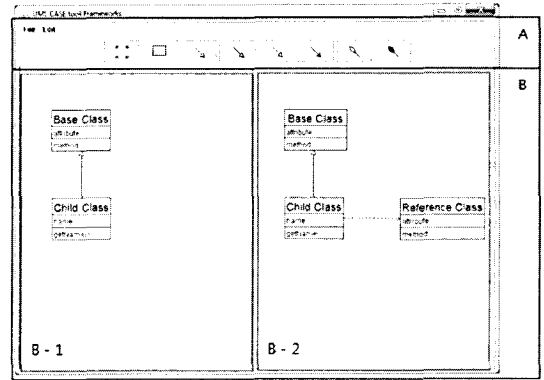 UML CASE tool Frameworks
File Edit
A
B
Base Class
attribute
method
Child Class
name
getName()
B - 1
Base Class
attribute
method
Child Class
name
getName
Reference Class
attribute
method
B - 2